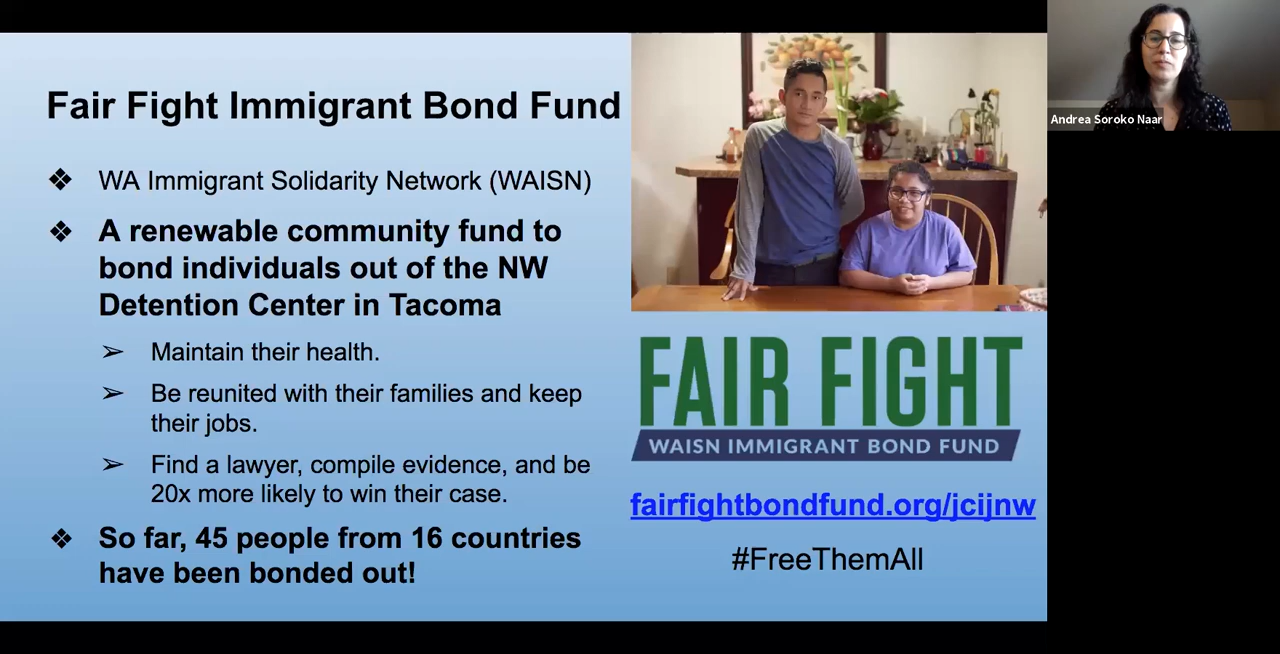 Fair Fight Immigrant Bond Fund
❖ WA Immigrant Solidarity Network (WAISN)
❖ A renewable community fund to
bond individuals out of the NW
Detention Center in Tacoma
➢ Maintain their health.
➢ Be reunited with their families and keep
their jobs.
➢ Find a lawyer, compile evidence, and be
20x more likely to win their case.
❖ So far, 45 people from 16 countries
have been bonded out!
FAIR FIGHT
WAISN IMMIGRANT BOND FUND
fairfightbondfund.org/jcijnw
#FreeThemAll
Andrea Soroko Naar